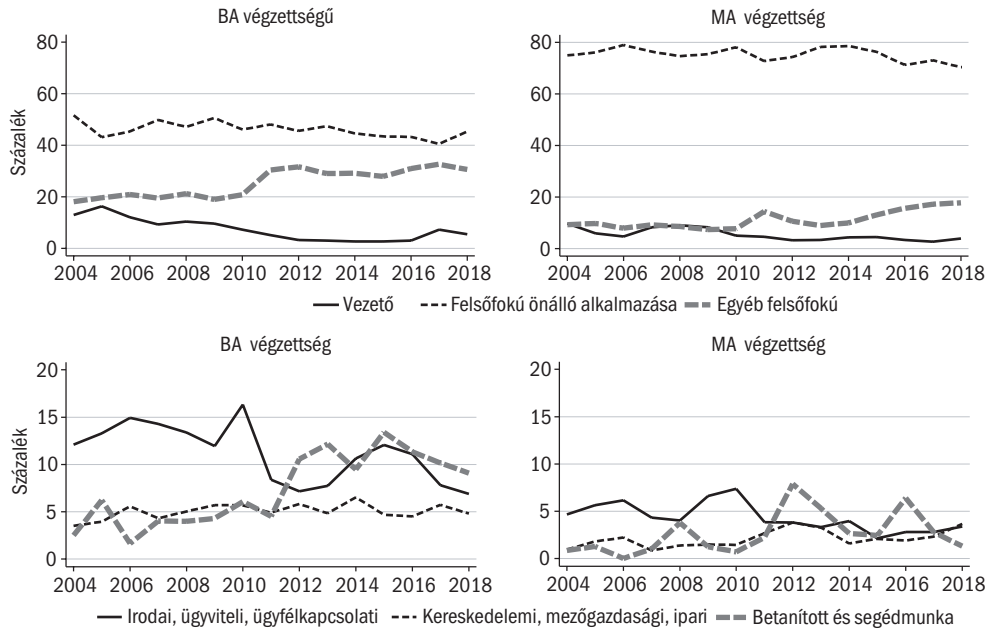 BA végzettségű
MA végzettség
Százalék
80
60
40
20
0
2004 2006 2008 2010 2012 2014 2016 2018
80
60
40
20
0
2004 2006 2008 2010 2012 2014 2016 2018
Vezető Felsőfokú önálló alkalmazása Egyéb felsőfokú
BA végzettség
MA végzettség
Százalék
20
15
10
5
0
2004 2006 2008 2010 2012 2014 2016 2018
20
15
10
5
0
2004 2006 2008 2010 2012 2014 2016 2018
Irodai, ügyviteli, ügyfélkapcsolati Kereskedelemi, mezőgazdasági, ipari Betanított és segédmunka